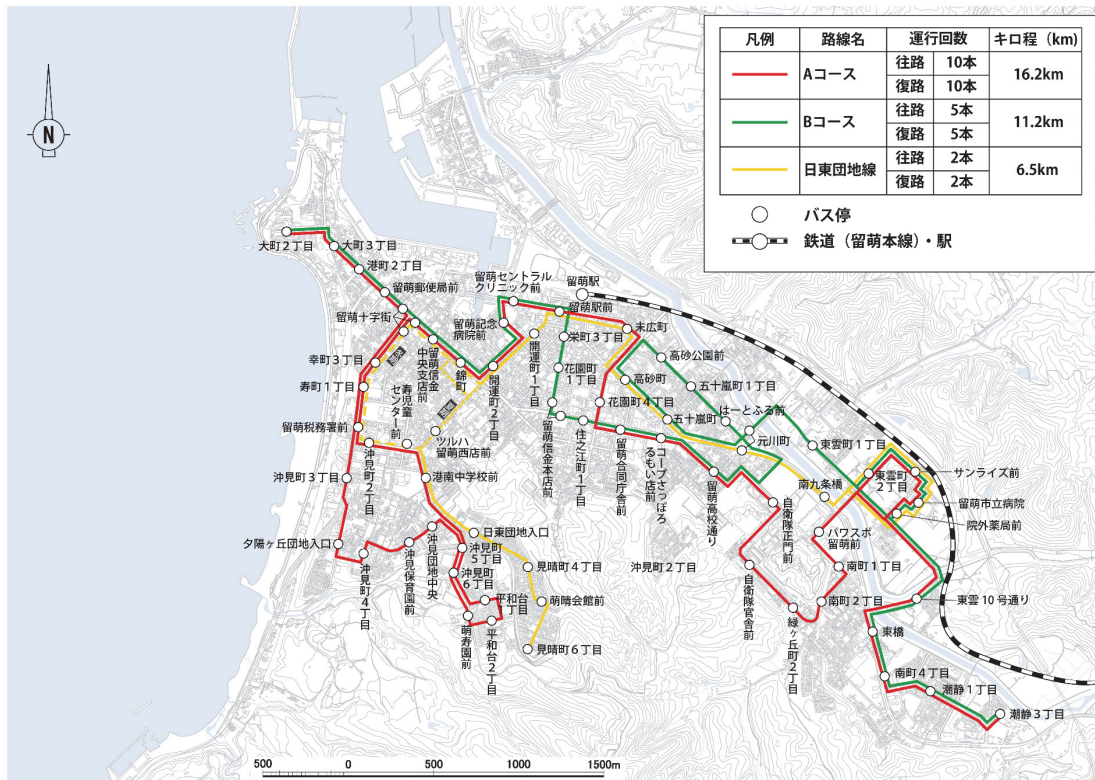 凡例 路線名 運行回数 キロ程（km）
Aコース 往路 10本 16.2km
復路 10本
Bコース 往路 5本 11.2km
復路 5本
日東団地線 往路 2本 6.5km
復路 2本
バス停
鉄道（留萌本線）・駅
N
大町２丁目
大町３丁目
港町２丁目
留萌郵便局前
留萌十字街
幸町３丁目
寿町１丁目
留萌税務署前
沖見町３丁目
夕陽ヶ丘団地入口
沖見町４丁目
沖見保育園前
沖見団地中央
沖見町２丁目
寿児童
センター前
留萌信金
中央支店前
錦町
開運町２丁目
ツルハ
留萌西店前
港南中学校前
日東団地入口
沖見町
５丁目
沖見町
６丁目
平和台
１丁目
萌寿園前
平和台２丁目
見晴町４丁目
萌晴会館前
見晴町６丁目
留萌セントラル
クリニック前
留萌記念
病院前
開運町１丁目
留萌駅
留萌駅前
栄町３丁目
花園町
１丁目
留萌信金本店前
住之江町１丁目
末広町
高砂町
花園町４丁目
留萌合同庁舎前
コープさっぽろ
るもい店前
高砂公園前
五十嵐町１丁目
五十嵐町
はーとふる前
元川町
留萌高校通り
沖見町２丁目
自衛隊正門前
自衛隊官舎前
緑ヶ丘町２丁目
南町２丁目
南町１丁目
パワスポ
留萌前
南九条橋
東雲町１丁目
東雲町
２丁目
サンライズ前
留萌市立病院
院外薬局前
東雲10号通り
東橋
南町４丁目
潮静１丁目
潮静３丁目
500 0 500 1000 1500m